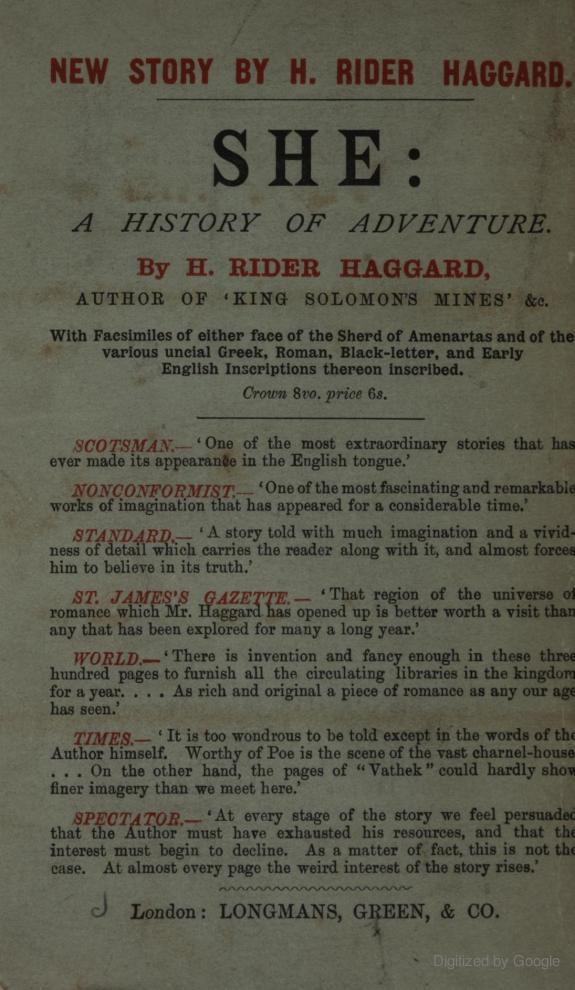 NEW STORY BY H. RIDER HAGGARD.
SHE:
A HISTORY OF ADVENTURE.
By H. RIDER HAGGARD,
AUTHOR OF 'KING SOLOMON'S MINES' &c.
With Facsimiles of either face of the Sherd of Amenartas and of the
various uncial Greek, Roman, Black-letter, and Early
English Inscriptions thereon inscribed.
Crown 8vo. price 6s.
SCOTSMAN.—'One of the most extraordinary stories that has
ever made its appearance in the English tongue.'
NONCONFORMIST.—'One of the most fascinating and remarkable
works of imagination that has appeared for a considerable time.'
STANDARD.—'A story told with much imagination and a vivid-
ness of detail which carries the reader along with it, and almost forces
him to believe in its truth.'
ST. JAMES'S GAZETTE.—'That region of the universe of
romance which Mr. Haggard has opened up is better worth a visit than
any that has been explored for many a long year.'
WORLD.—'There is invention and fancy enough in these three
hundred pages to furnish all the circulating libraries in the kingdom
for a year. . . . As rich and original a piece of romance as any our age
has seen.'
TIMES.—'It is too wondrous to be told except in the words of the
Author himself. Worthy of Poe is the scene of the vast charnel-house
. . . On the other hand, the pages of "Vathek" could hardly show
finer imagery than we meet here.'
SPECTATOR.—'At every stage of the story we feel persuaded
that the Author must have exhausted his resources, and that the
interest must begin to decline. As a matter of fact, this is not the
case. At almost every page the weird interest of the story rises.'
London: LONGMANS, GREEN, & CO.
Digitized by Google